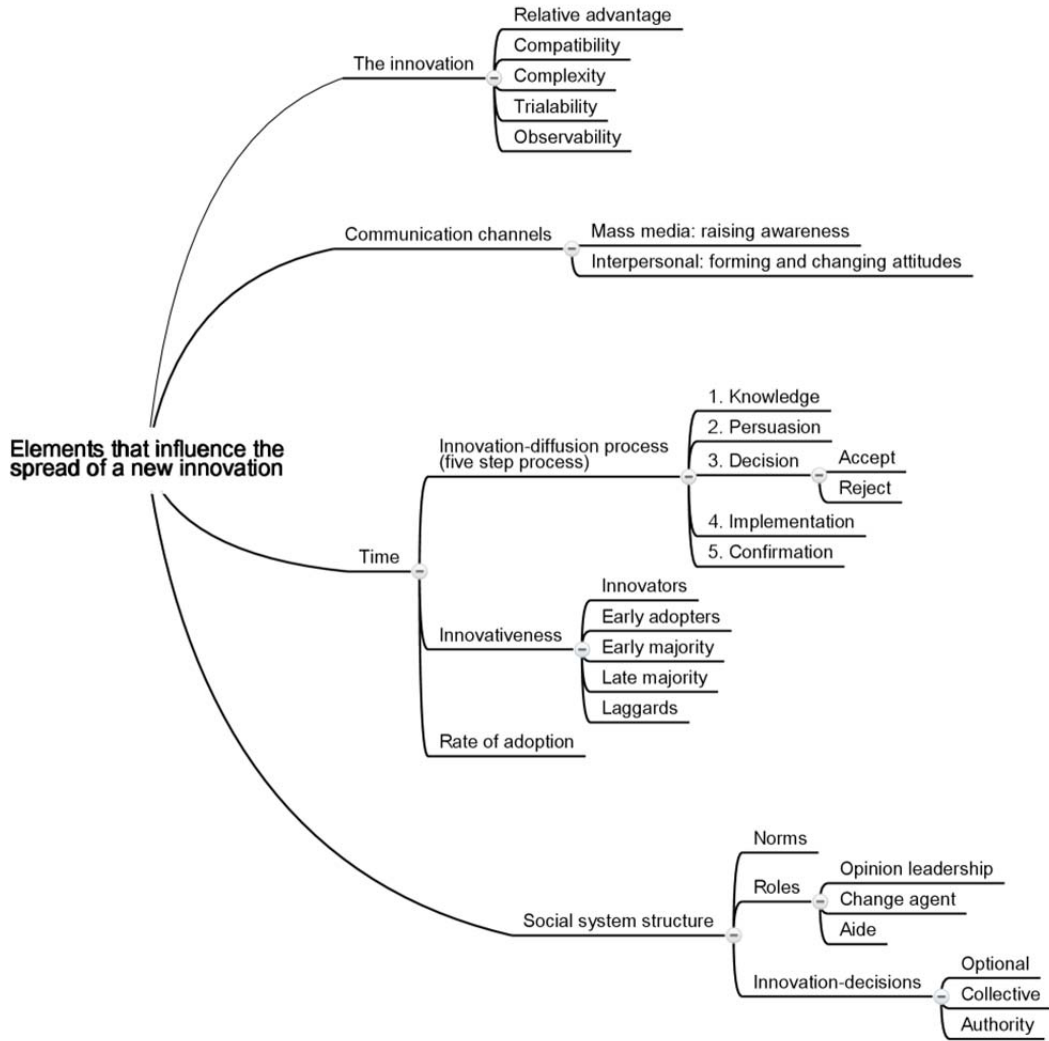 Relative advantage
Compatibility
The innovation
Complexity
Trialability
Observability
Communication channels
Mass media: raising awareness
Interpersonal: forming and changing attitudes
Elements that influence the
spread of a new innovation
1. Knowledge
2. Persuasion
Innovation-diffusion process
(five step process)
3. Decision
Accept
Reject
4. Implementation
5. Confirmation
Time
Innovators
Early adopters
Innovativeness
Early majority
Late majority
Laggards
Rate of adoption
Norms
Opinion leadership
Roles
Change agent
Aide
Social system structure
Optional
Innovation-decisions
Collective
Authority